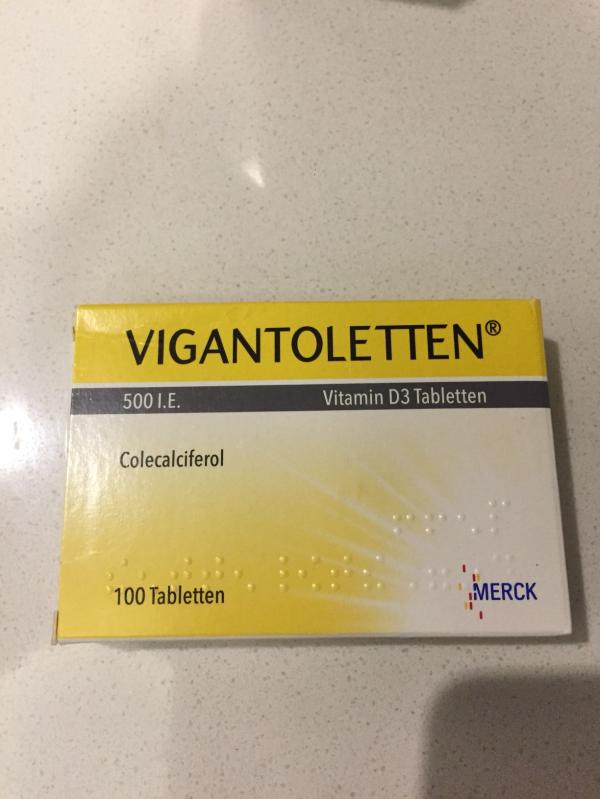 VIGANTOLETTEN®
500 I.E. Vitamin D3 Tabletten
Colecalciferol
100 Tabletten
MERCK